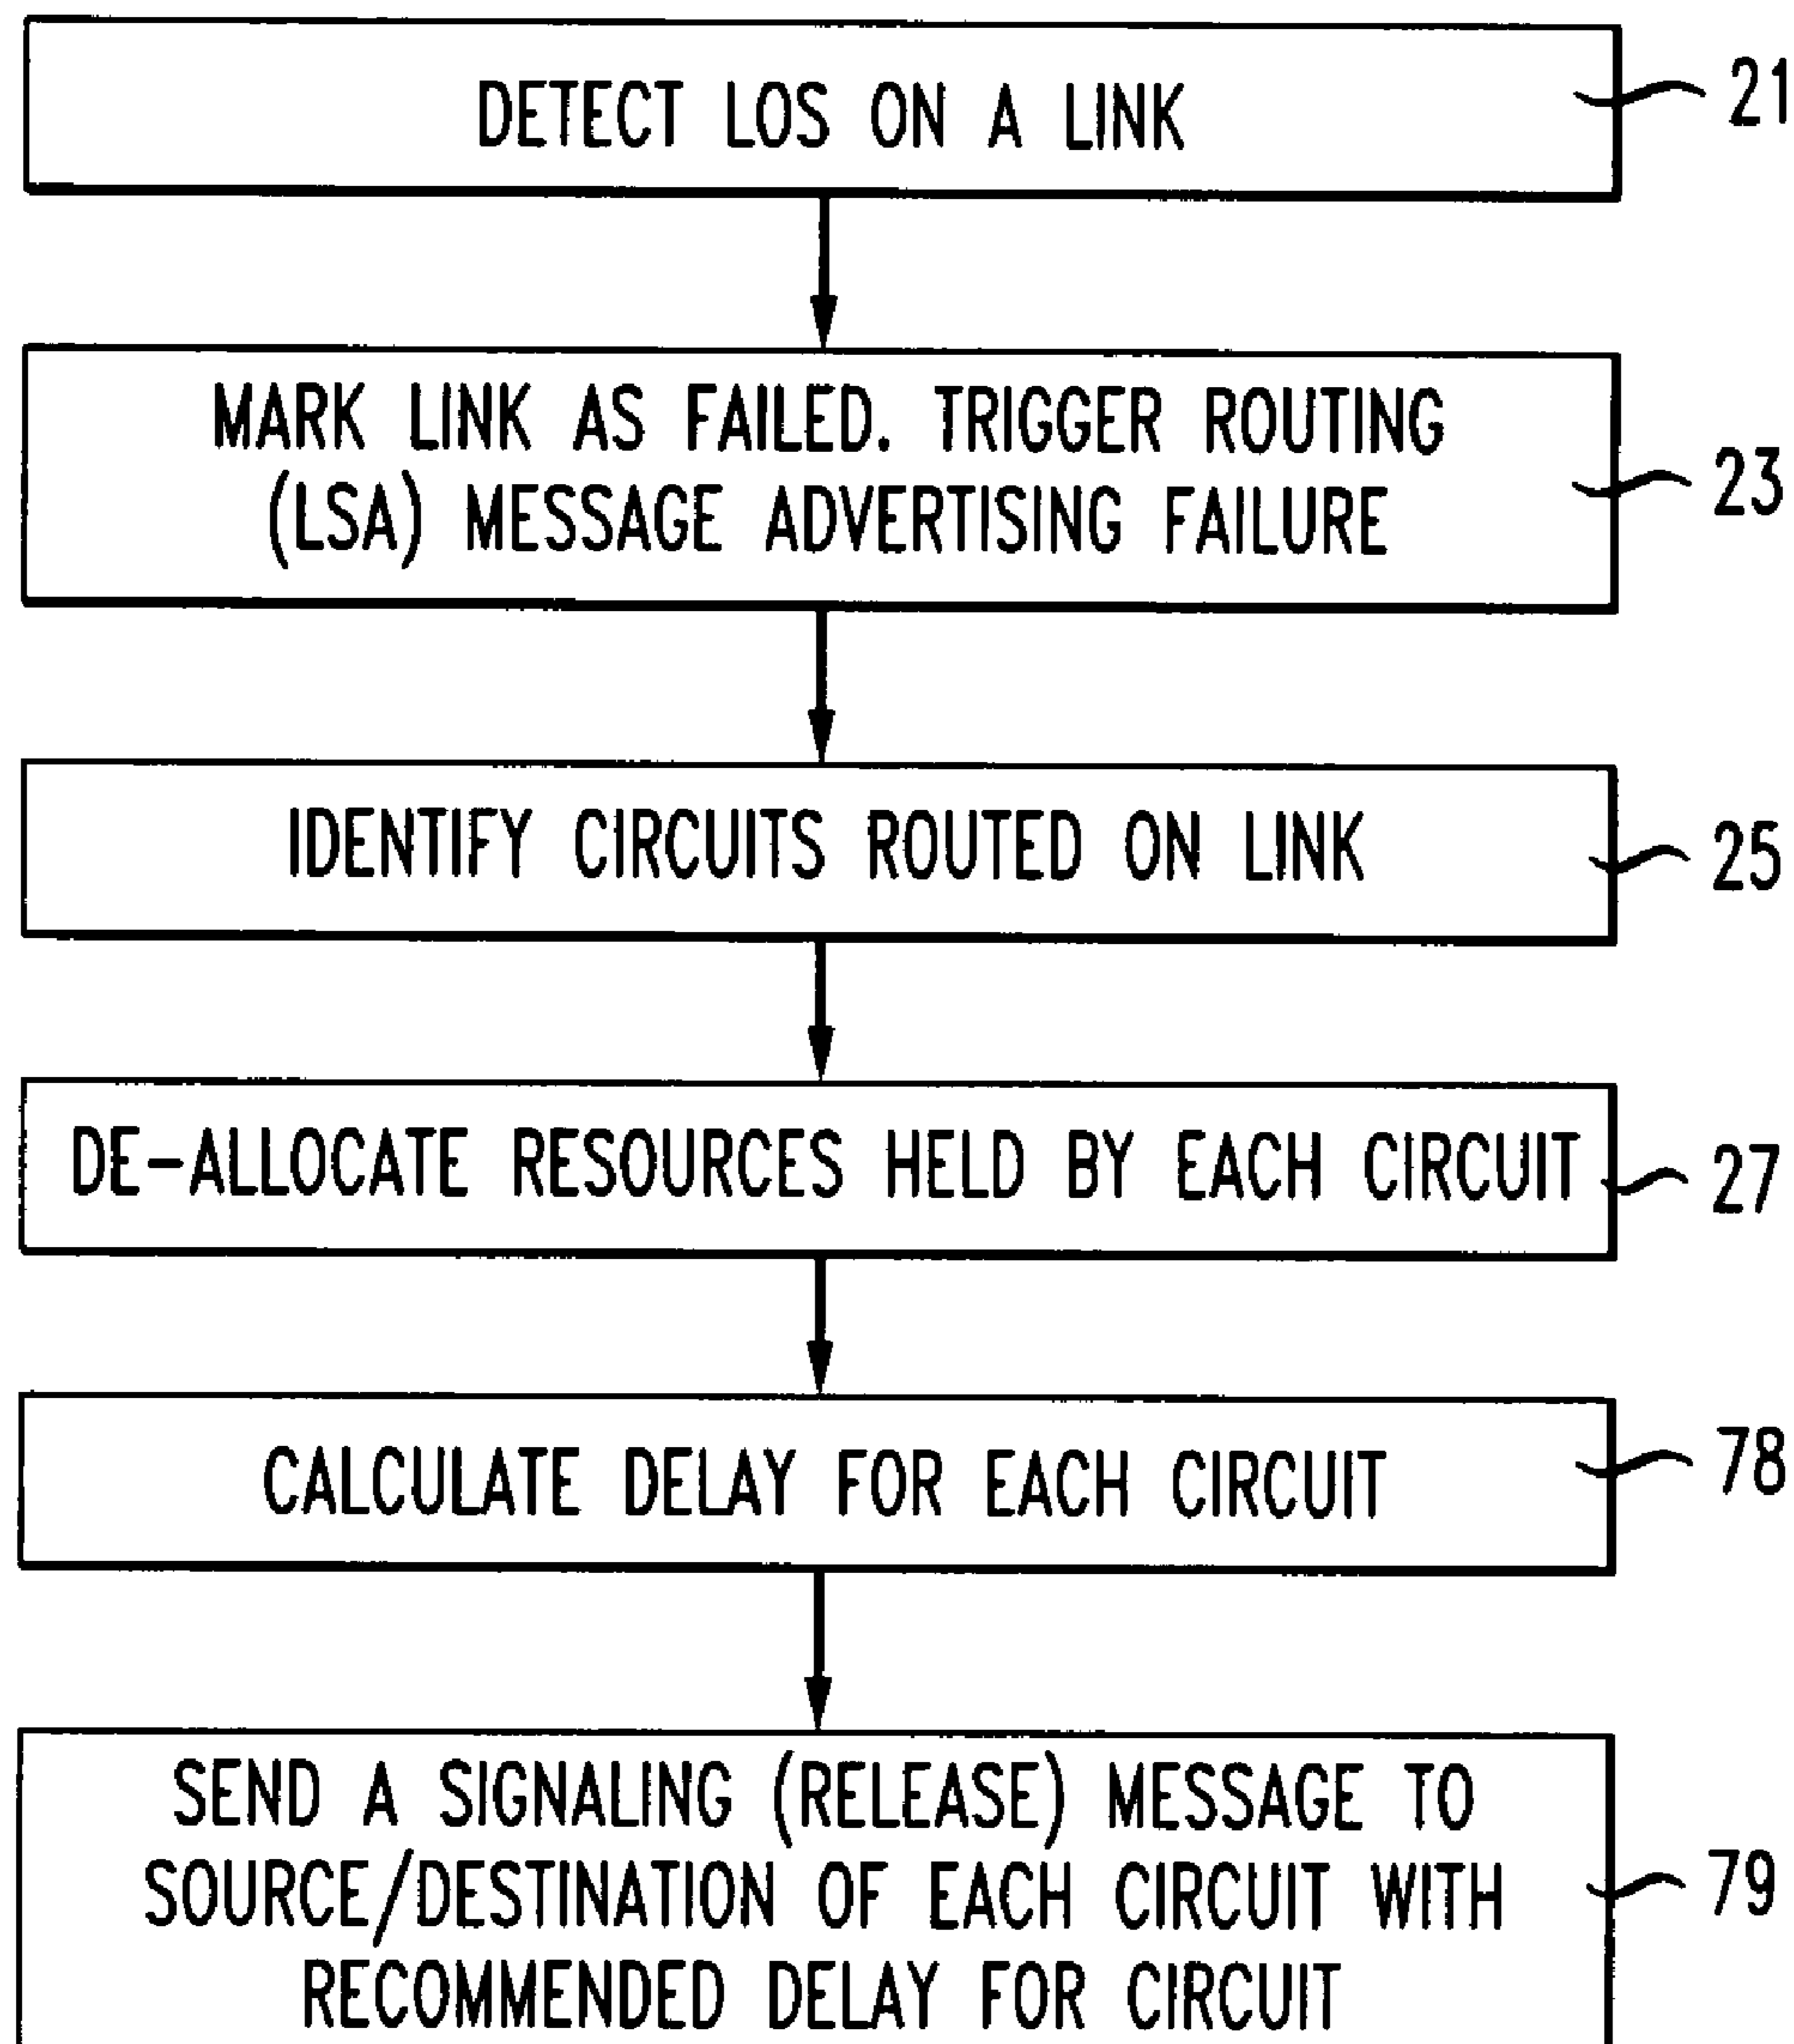 DETECT LOS ON A LINK
21
MARK LINK AS FAILED. TRIGGER ROUTING
(LSA) MESSAGE ADVERTISING FAILURE
23
IDENTIFY CIRCUITS ROUTED ON LINK
25
DE-ALLOCATE RESOURCES HELD BY EACH CIRCUIT
27
CALCULATE DELAY FOR EACH CIRCUIT
78
SEND A SIGNALING (RELEASE) MESSAGE TO
SOURCE/DESTINATION OF EACH CIRCUIT WITH
RECOMMENDED DELAY FOR CIRCUIT
79